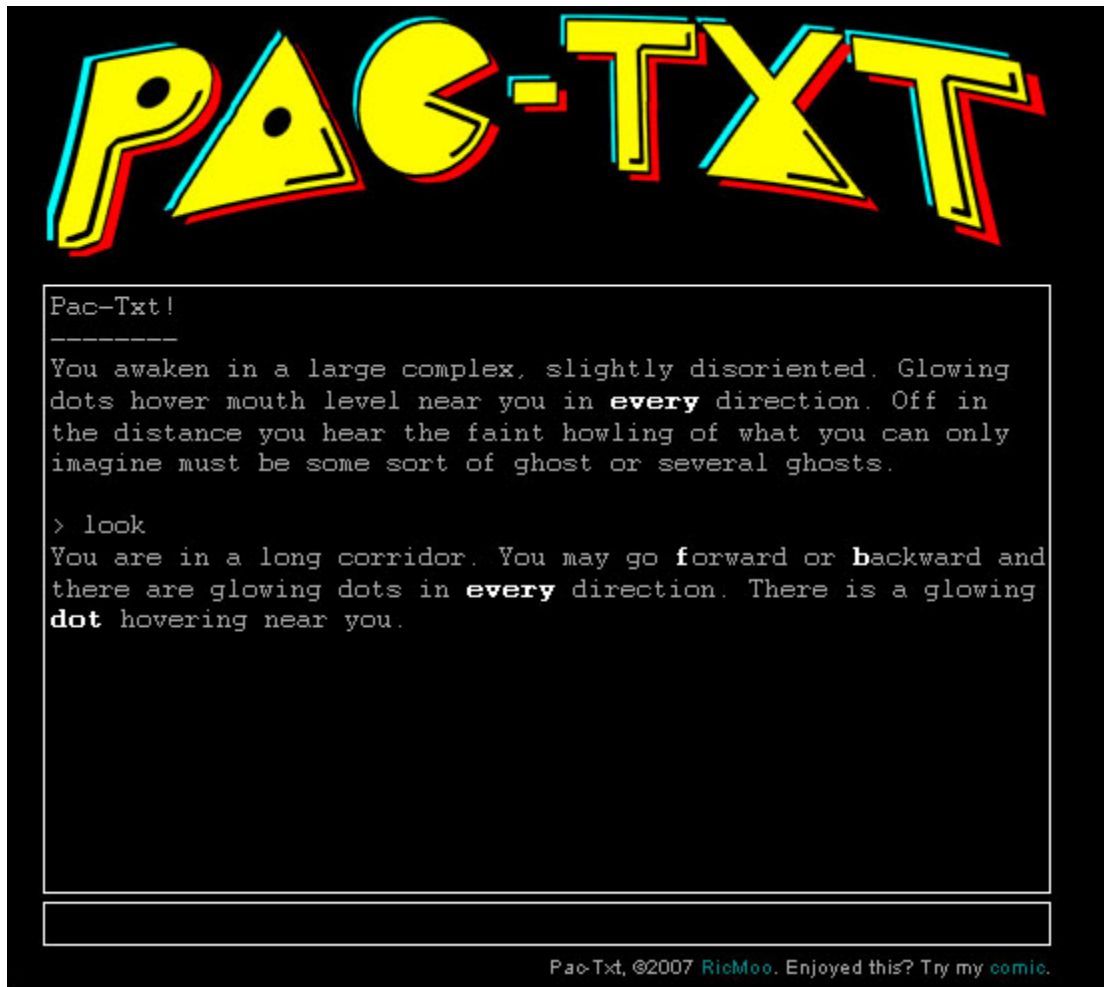 PAC-TXT
Pac-Txt!
--------
You awaken in a large complex, slightly disoriented. Glowing
dots hover mouth level near you in every direction. Off in
the distance you hear the faint howling of what you can only
imagine must be some sort of ghost or several ghosts.
> look
You are in a long corridor. You may go forward or backward and
there are glowing dots in every direction. There is a glowing
dot hovering near you.
Pac-Txt, ©2007 RicMoo. Enjoyed this? Try my comic.